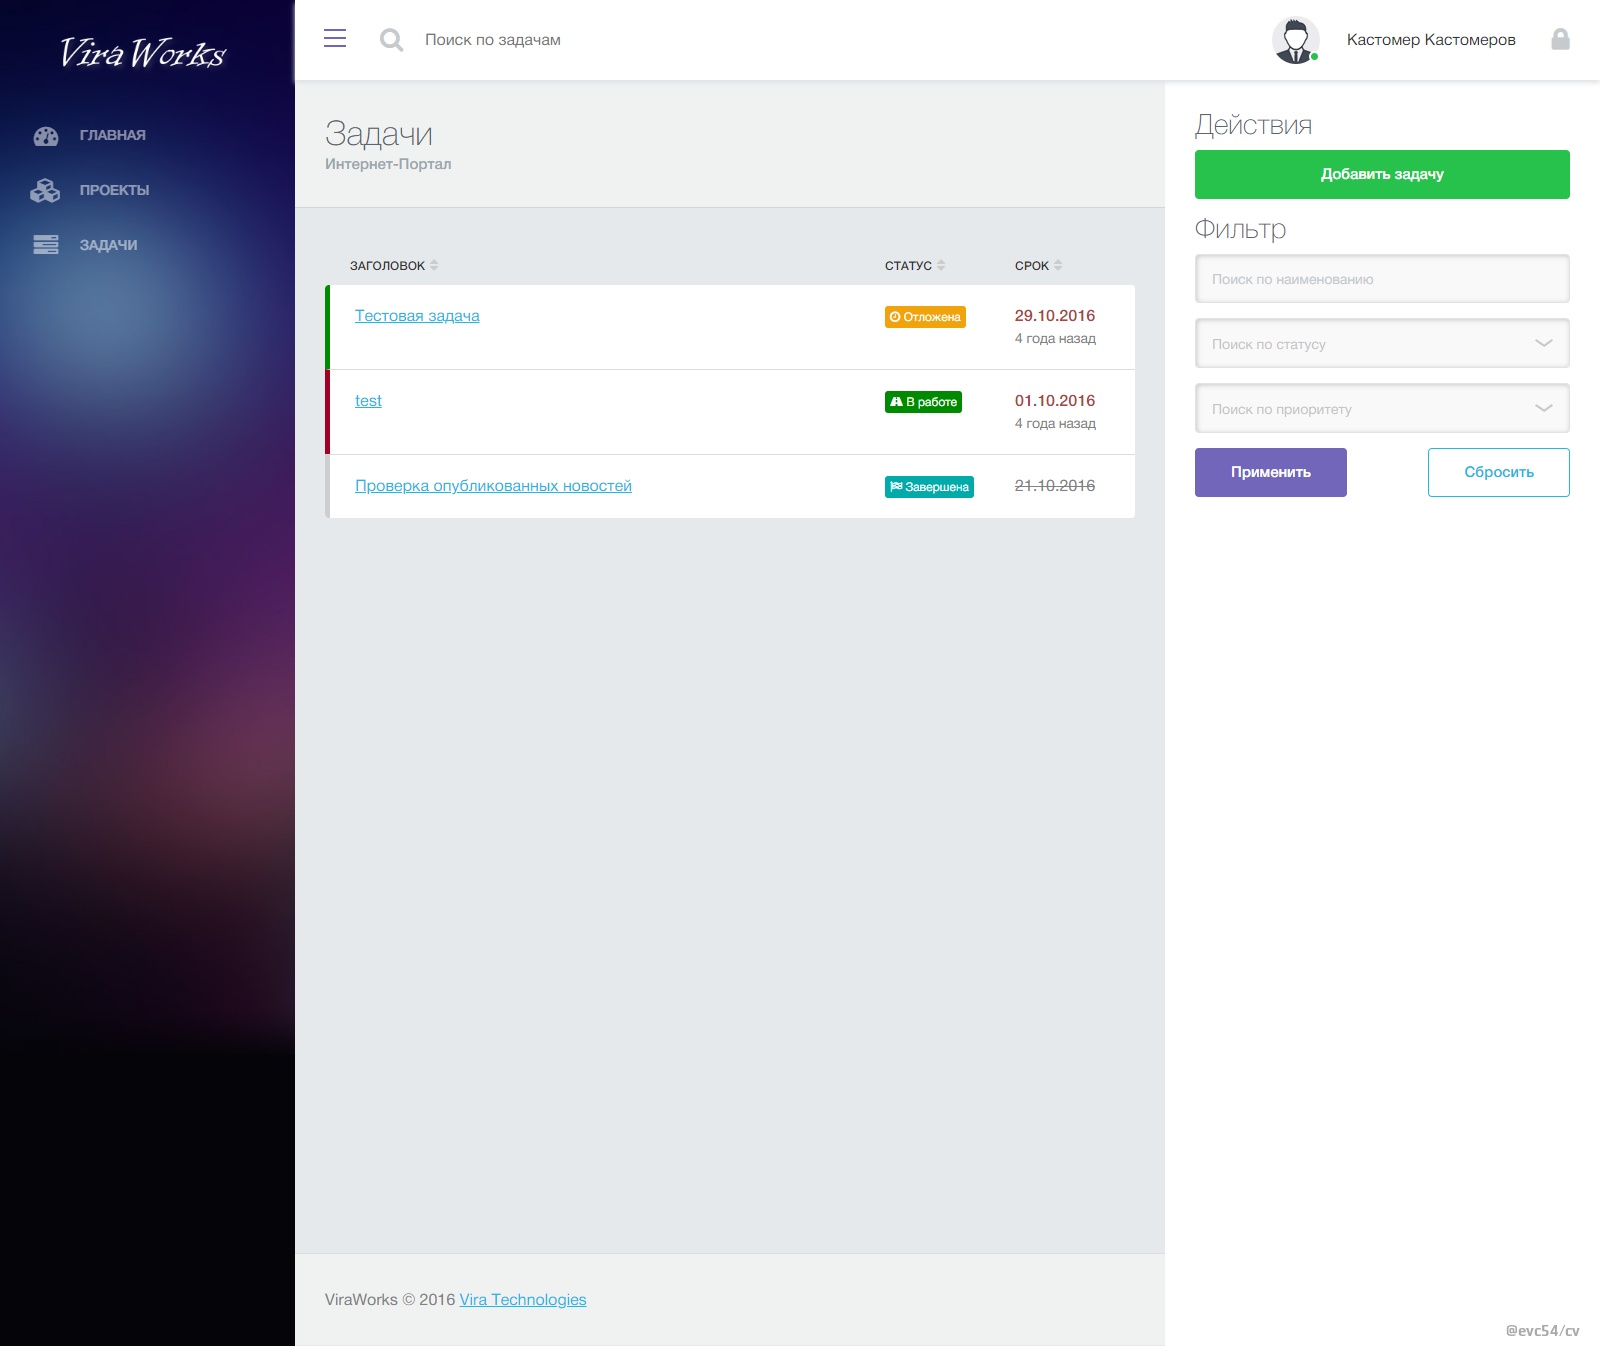 Vira Works
Поиск по задачам
Кастомер Кастомеров
ГЛАВНАЯ
ПРОЕКТЫ
ЗАДАЧИ
Задачи
Интернет-Портал
ЗАГОЛОВОК
СТАТУС
СРОК
Тестовая задача
Отложена
29.10.2016
4 года назад
test
В работе
01.10.2016
4 года назад
Проверка опубликованных новостей
Завершена
21.10.2016
Действия
Добавить задачу
Фильтр
Поиск по наименованию
Поиск по статусу
Поиск по приоритету
Применить
Сбросить
ViraWorks © 2016 Vira Technologies
@evc54/cv